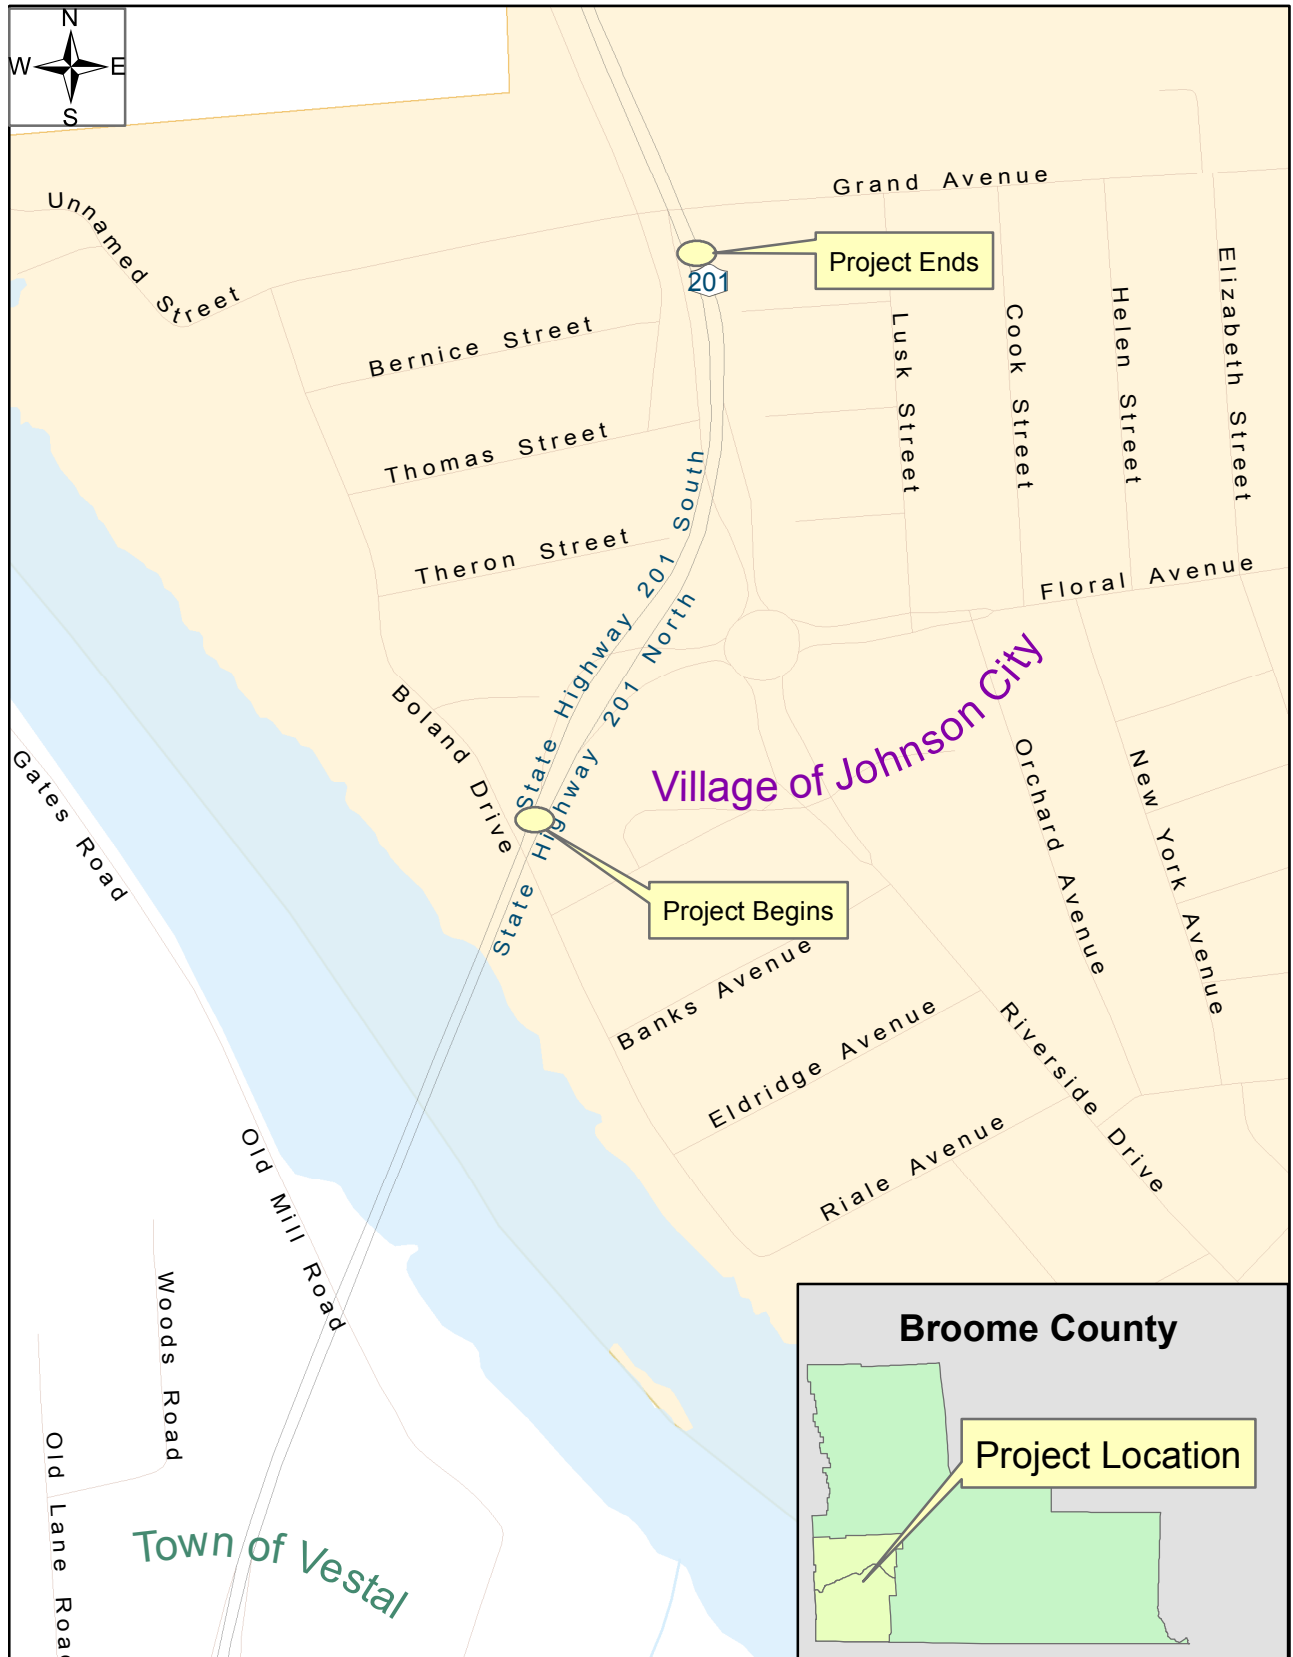 N
W E
S
Unnamed Street
Grand Avenue
Project Ends
201
Bernice Street
Lusk Street
Cook Street
Helen Street
Elizabeth Street
Thomas Street
Theron Street
State Highway 201 South
State Highway 201 North
Floral Avenue
Village of Johnson City
Boland Drive
Gates Road
Orchard Avenue
New York Avenue
Project Begins
Banks Avenue
Eldridge Avenue
Riverside Drive
Riale Avenue
Old Mill Road
Woods Road
Old Lane Road
Town of Vestal
Broome County
Project Location